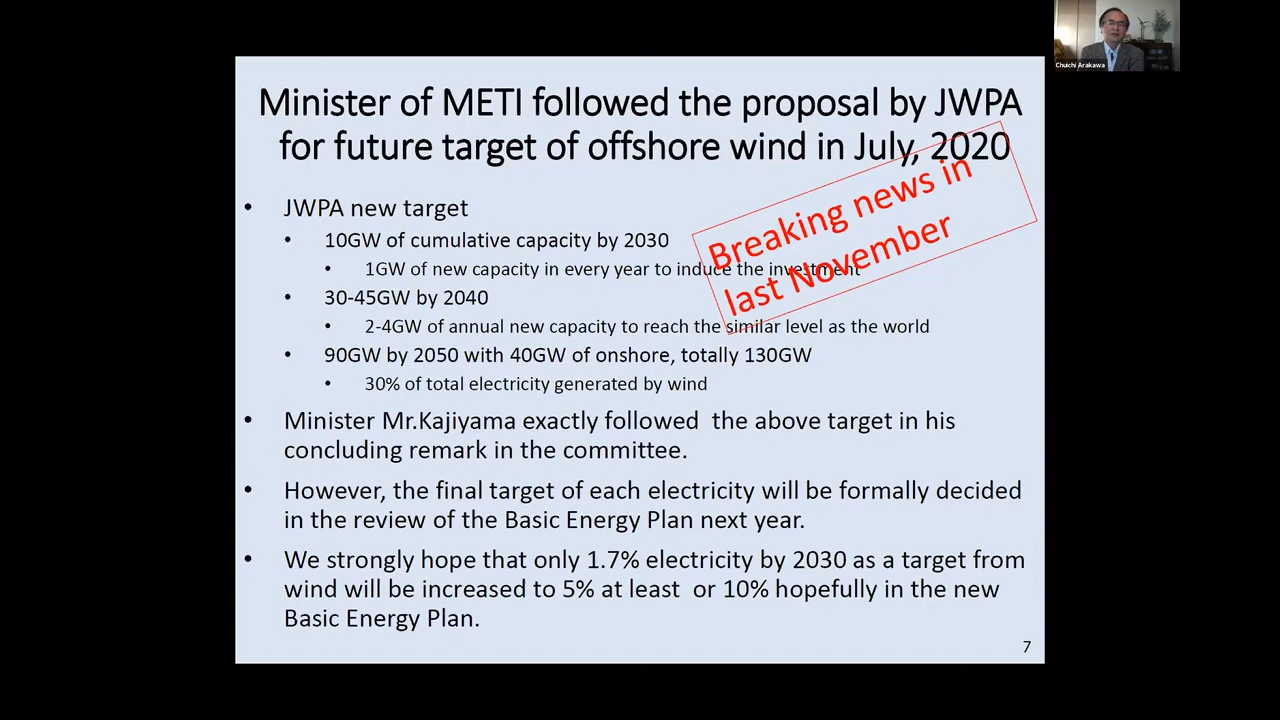 Minister of METI followed the proposal by JWPA
for future target of offshore wind in July, 2020
Breaking news in
last November
• JWPA new target
• 10GW of cumulative capacity by 2030
• 1GW of new capacity in every year to induce the investment
• 30-45GW by 2040
• 2-4GW of annual new capacity to reach the similar level as the world
• 90GW by 2050 with 40GW of onshore, totally 130GW
• 30% of total electricity generated by wind
• Minister Mr.Kajiyama exactly followed the above target in his
concluding remark in the committee.
• However, the final target of each electricity will be formally decided
in the review of the Basic Energy Plan next year.
• We strongly hope that only 1.7% electricity by 2030 as a target from
wind will be increased to 5% at least or 10% hopefully in the new
Basic Energy Plan.
7
Chuichi Arakawa